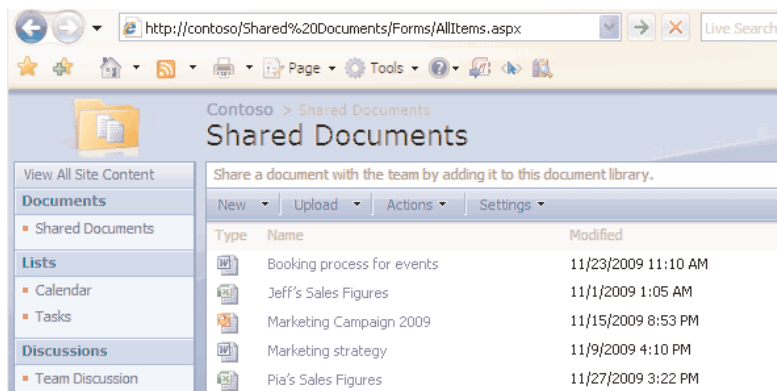 http://contoso/Shared%20Documents/Forms/AllItems.aspx
Live Search
Page Tools
Contoso > Shared Documents
Shared Documents
View All Site Content
Share a document with the team by adding it to this document library.
Documents
New Upload Actions Settings
Shared Documents
Type Name Modified
Lists
Booking process for events 11/23/2009 11:10 AM
Calendar
Jeff's Sales Figures 11/1/2009 1:05 AM
Tasks
Marketing Campaign 2009 11/15/2009 8:53 PM
Discussions
Marketing strategy 11/9/2009 4:10 PM
Team Discussion
Pia's Sales Figures 11/27/2009 3:22 PM